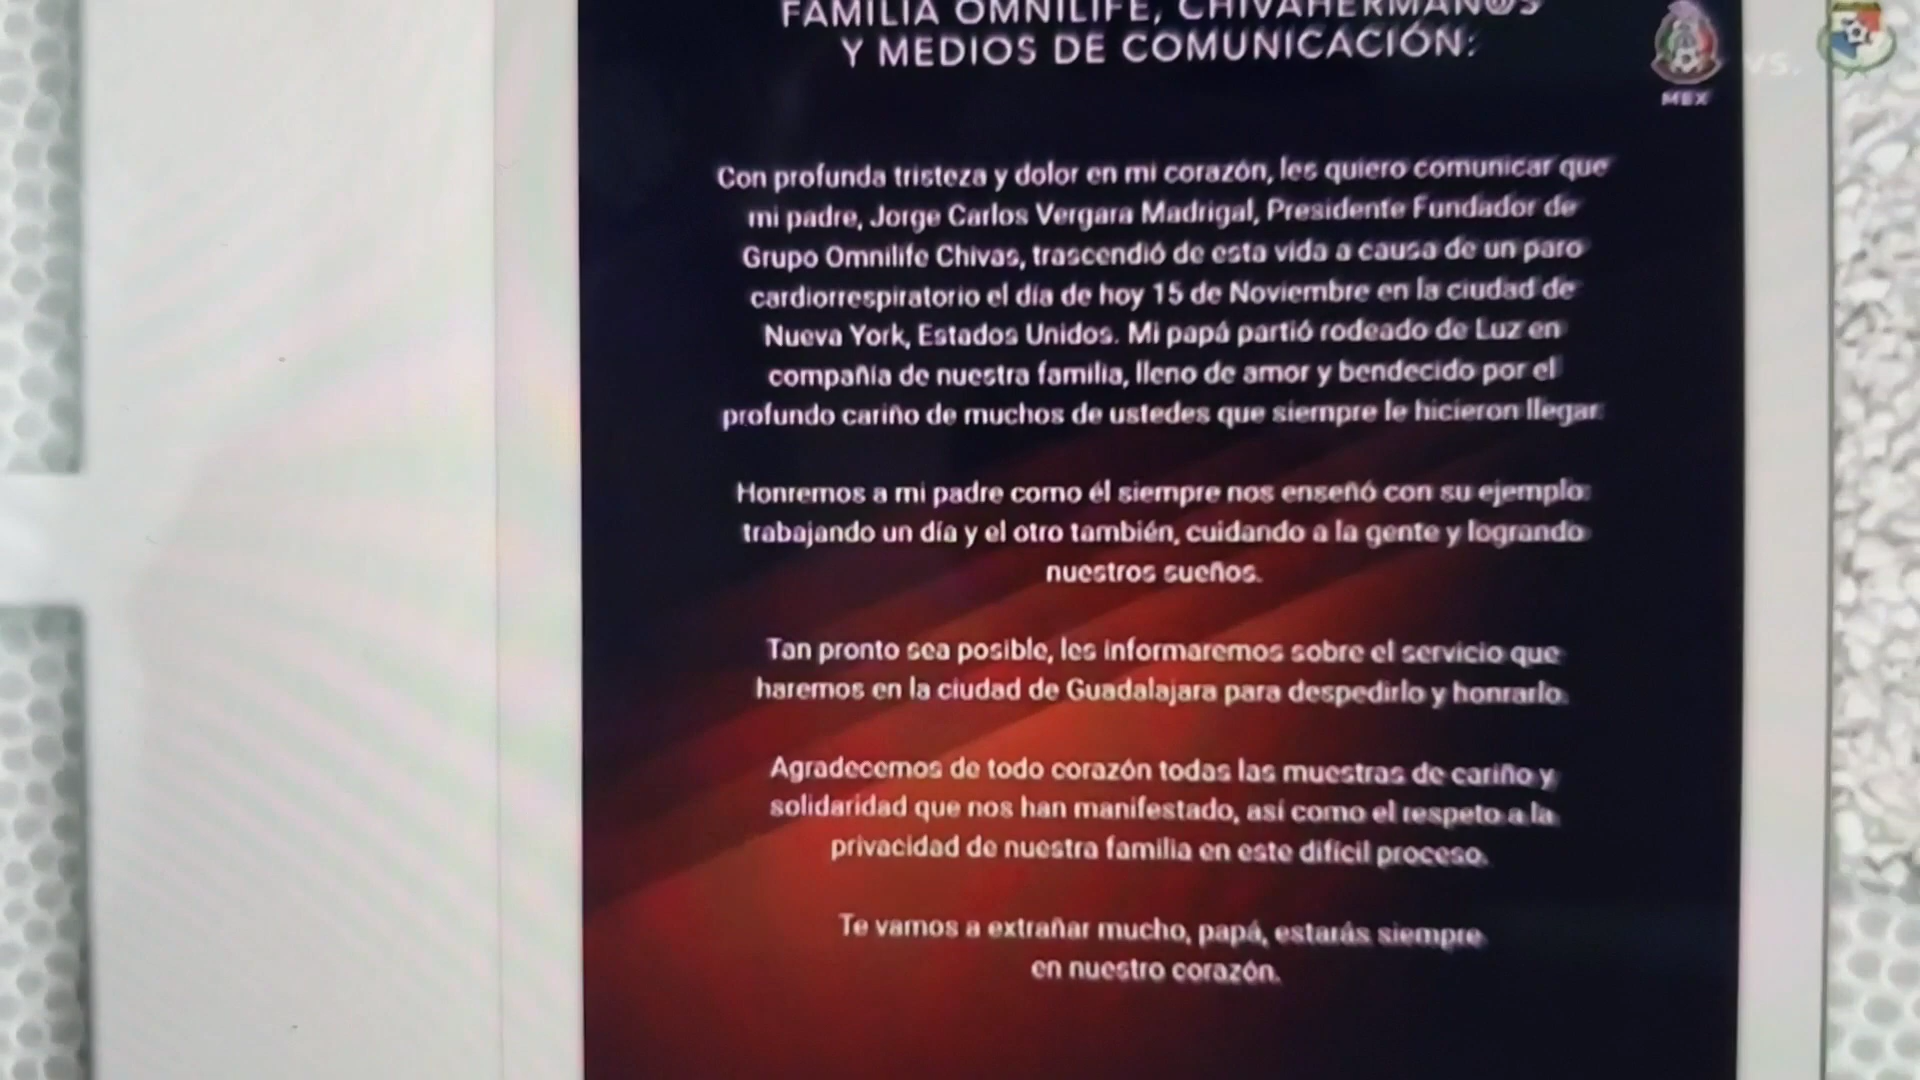 FAMILIA OMNILIFE, CHIVAHERMAN@S
Y MEDIOS DE COMUNICACIÓN:
MEX
vs.
Con profunda tristeza y dolor en mi corazón, les quiero comunicar que
mi padre, Jorge Carlos Vergara Madrigal, Presidente Fundador de
Grupo Omnilife Chivas, trascendió de esta vida a causa de un paro
cardiorrespiratorio el día de hoy 15 de Noviembre en la ciudad de
Nueva York, Estados Unidos. Mi papá partió rodeado de Luz en
compañía de nuestra familia, lleno de amor y bendecido por el
profundo cariño de muchos de ustedes que siempre le hicieron llegar.
Honremos a mi padre como él siempre nos enseñó con su ejemplo:
trabajando un día y el otro también, cuidando a la gente y logrando
nuestros sueños.
Tan pronto sea posible, les informaremos sobre el servicio que
haremos en la ciudad de Guadalajara para despedirlo y honrarlo.
Agradecemos de todo corazón todas las muestras de cariño y
solidaridad que nos han manifestado, así como el respeto a la
privacidad de nuestra familia en este difícil proceso.
Te vamos a extrañar mucho, papá, estarás siempre
en nuestro corazón.